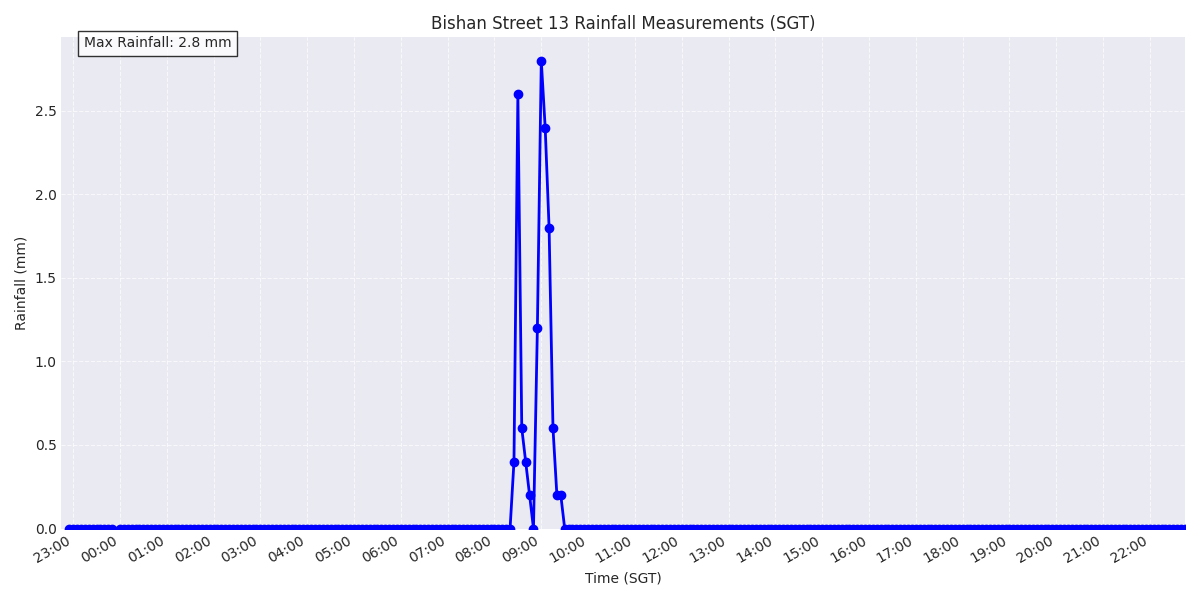 Bishan Street 13 Rainfall Measurements (SGT)
Max Rainfall: 2.8 mm
Rainfall (mm)
2.5
2.0
1.5
1.0
0.5
0.0
23:00 00:00 01:00 02:00 03:00 04:00 05:00 06:00 07:00 08:00 09:00 10:00 11:00 12:00 13:00 14:00 15:00 16:00 17:00 18:00 19:00 20:00 21:00 22:00
Time (SGT)